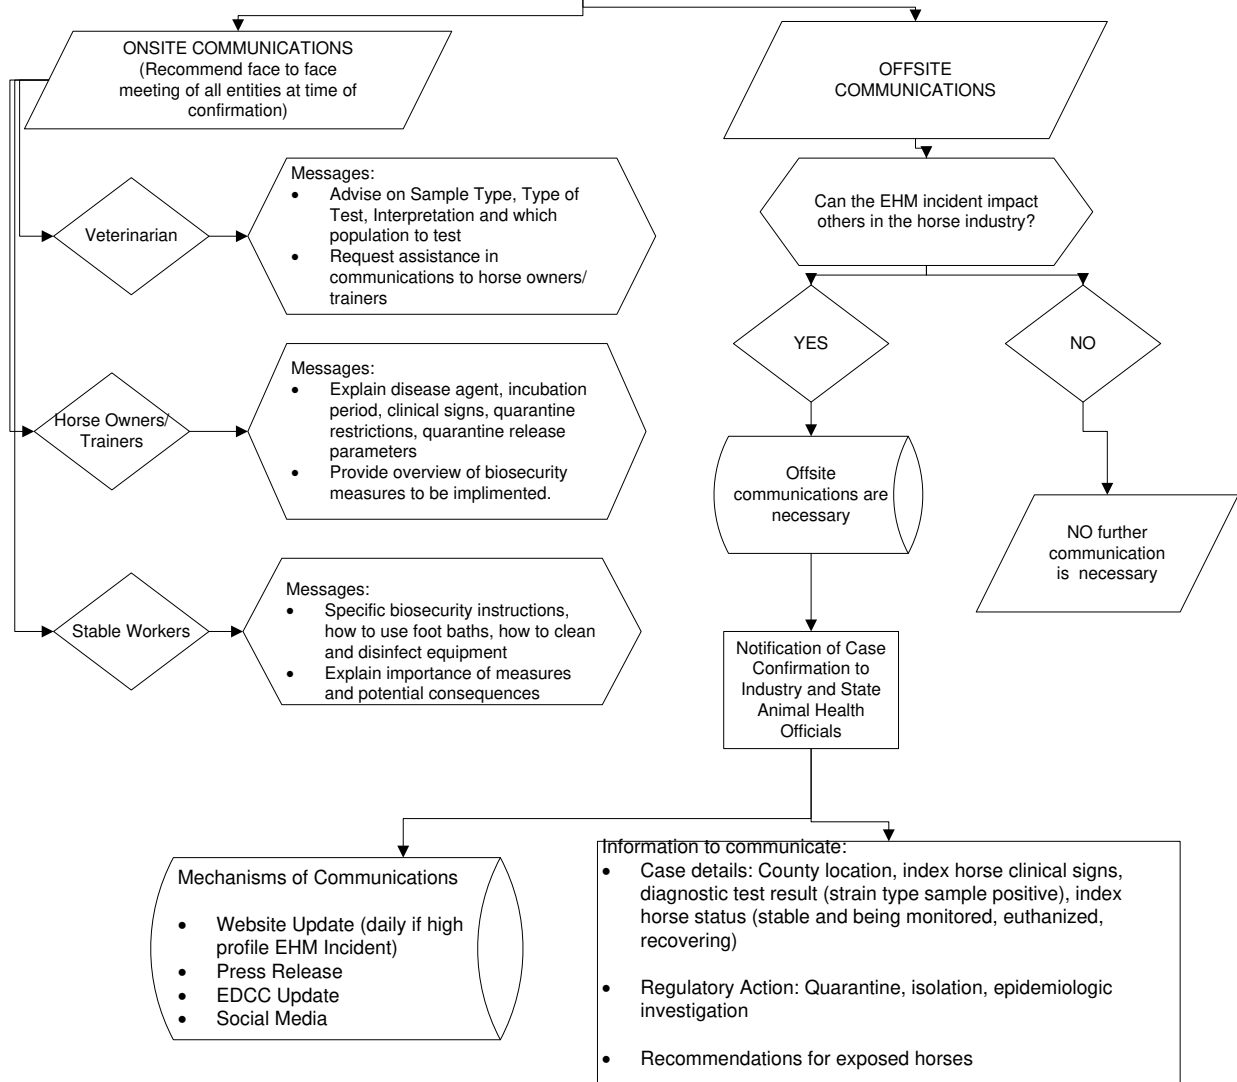 ONSITE COMMUNICATIONS
(Recommend face to face
meeting of all entities at time of
confirmation)
OFFSITE
COMMUNICATIONS
Veterinarian
Messages:
• Advise on Sample Type, Type of
Test, Interpretation and which
population to test
• Request assistance in
communications to horse owners/
trainers
Can the EHM incident impact
others in the horse industry?
YES
NO
Horse Owners/
Trainers
Messages:
• Explain disease agent, incubation
period, clinical signs, quarantine
restrictions, quarantine release
parameters
• Provide overview of biosecurity
measures to be implimented.
Offsite
communications are
necessary
NO further
communication
is necessary
Stable Workers
Messages:
• Specific biosecurity instructions,
how to use foot baths, how to clean
and disinfect equipment
• Explain importance of measures
and potential consequences
Notification of Case
Confirmation to
Industry and State
Animal Health
Officials
Mechanisms of Communications
• Website Update (daily if high
profile EHM Incident)
• Press Release
• EDCC Update
• Social Media
Information to communicate:
• Case details: County location, index horse clinical signs,
diagnostic test result (strain type sample positive), index
horse status (stable and being monitored, euthanized,
recovering)
• Regulatory Action: Quarantine, isolation, epidemiologic
investigation
• Recommendations for exposed horses